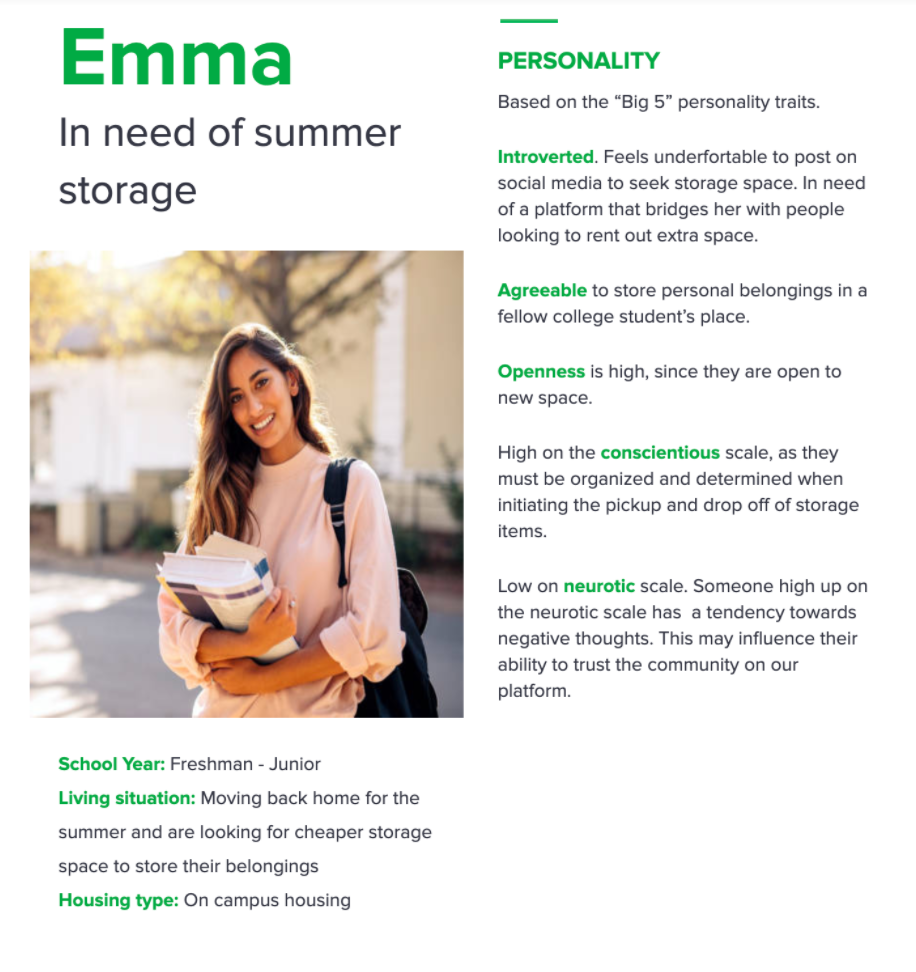 Emma
In need of summer
storage
School Year: Freshman - Junior
Living situation: Moving back home for the
summer and are looking for cheaper storage
space to store their belongings
Housing type: On campus housing
PERSONALITY
Based on the “Big 5” personality traits.
Introverted. Feels underfortable to post on
social media to seek storage space. In need
of a platform that bridges her with people
looking to rent out extra space.
Agreeable to store personal belongings in a
fellow college student’s place.
Openness is high, since they are open to
new space.
High on the conscientious scale, as they
must be organized and determined when
initiating the pickup and drop off of storage
items.
Low on neurotic scale. Someone high up on
the neurotic scale has  a tendency towards
negative thoughts. This may influence their
ability to trust the community on our
platform.